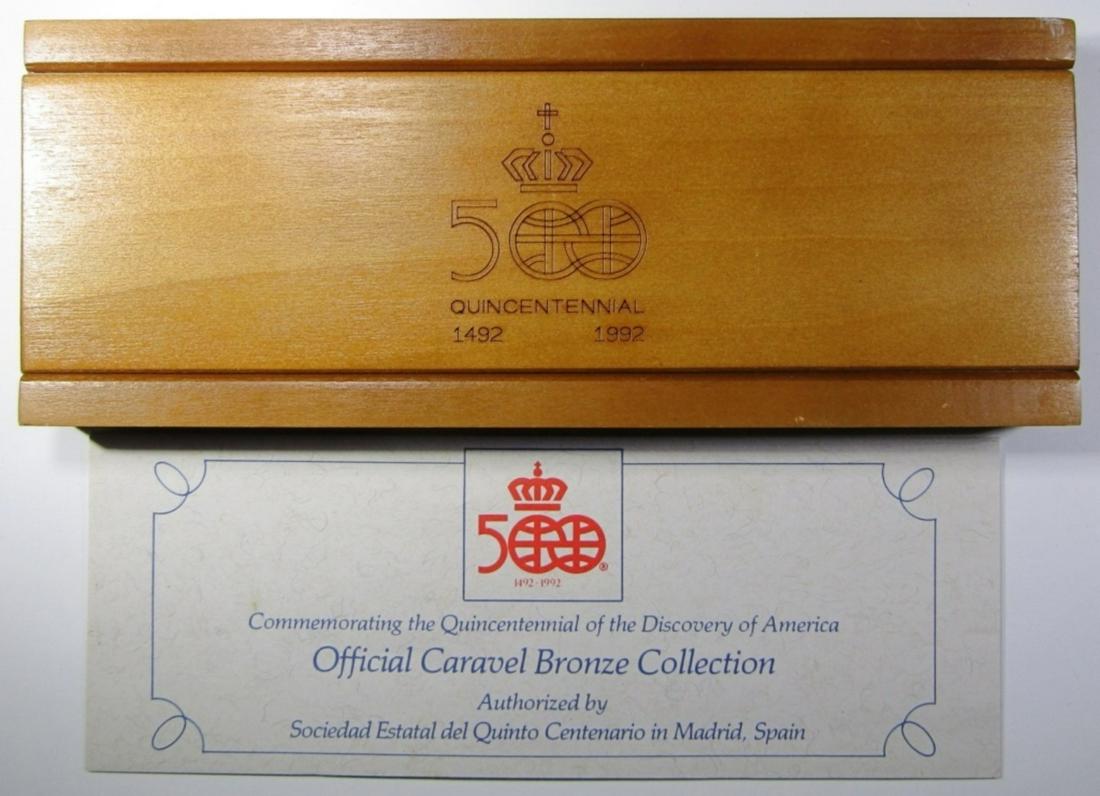 500
QUINCENTENNIAL
1492 1992
500®
1492-1992
Commemorating the Quincentennial of the Discovery of America
Official Caravel Bronze Collection
Authorized by
Sociedad Estatal del Quinto Centenario in Madrid, Spain